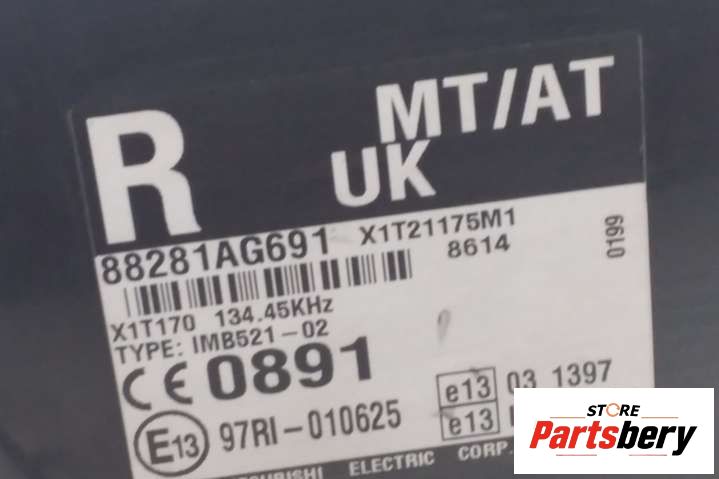 R MT/AT
UK
88281AG691 X1T21175M1
8614 0199
X1T170 134.45KHz
TYPE: IMB521-02
CE 0891
e13 03 1397
E13 97RI-010625 e13
ELECTRIC CORP.
STORE
Partsbery